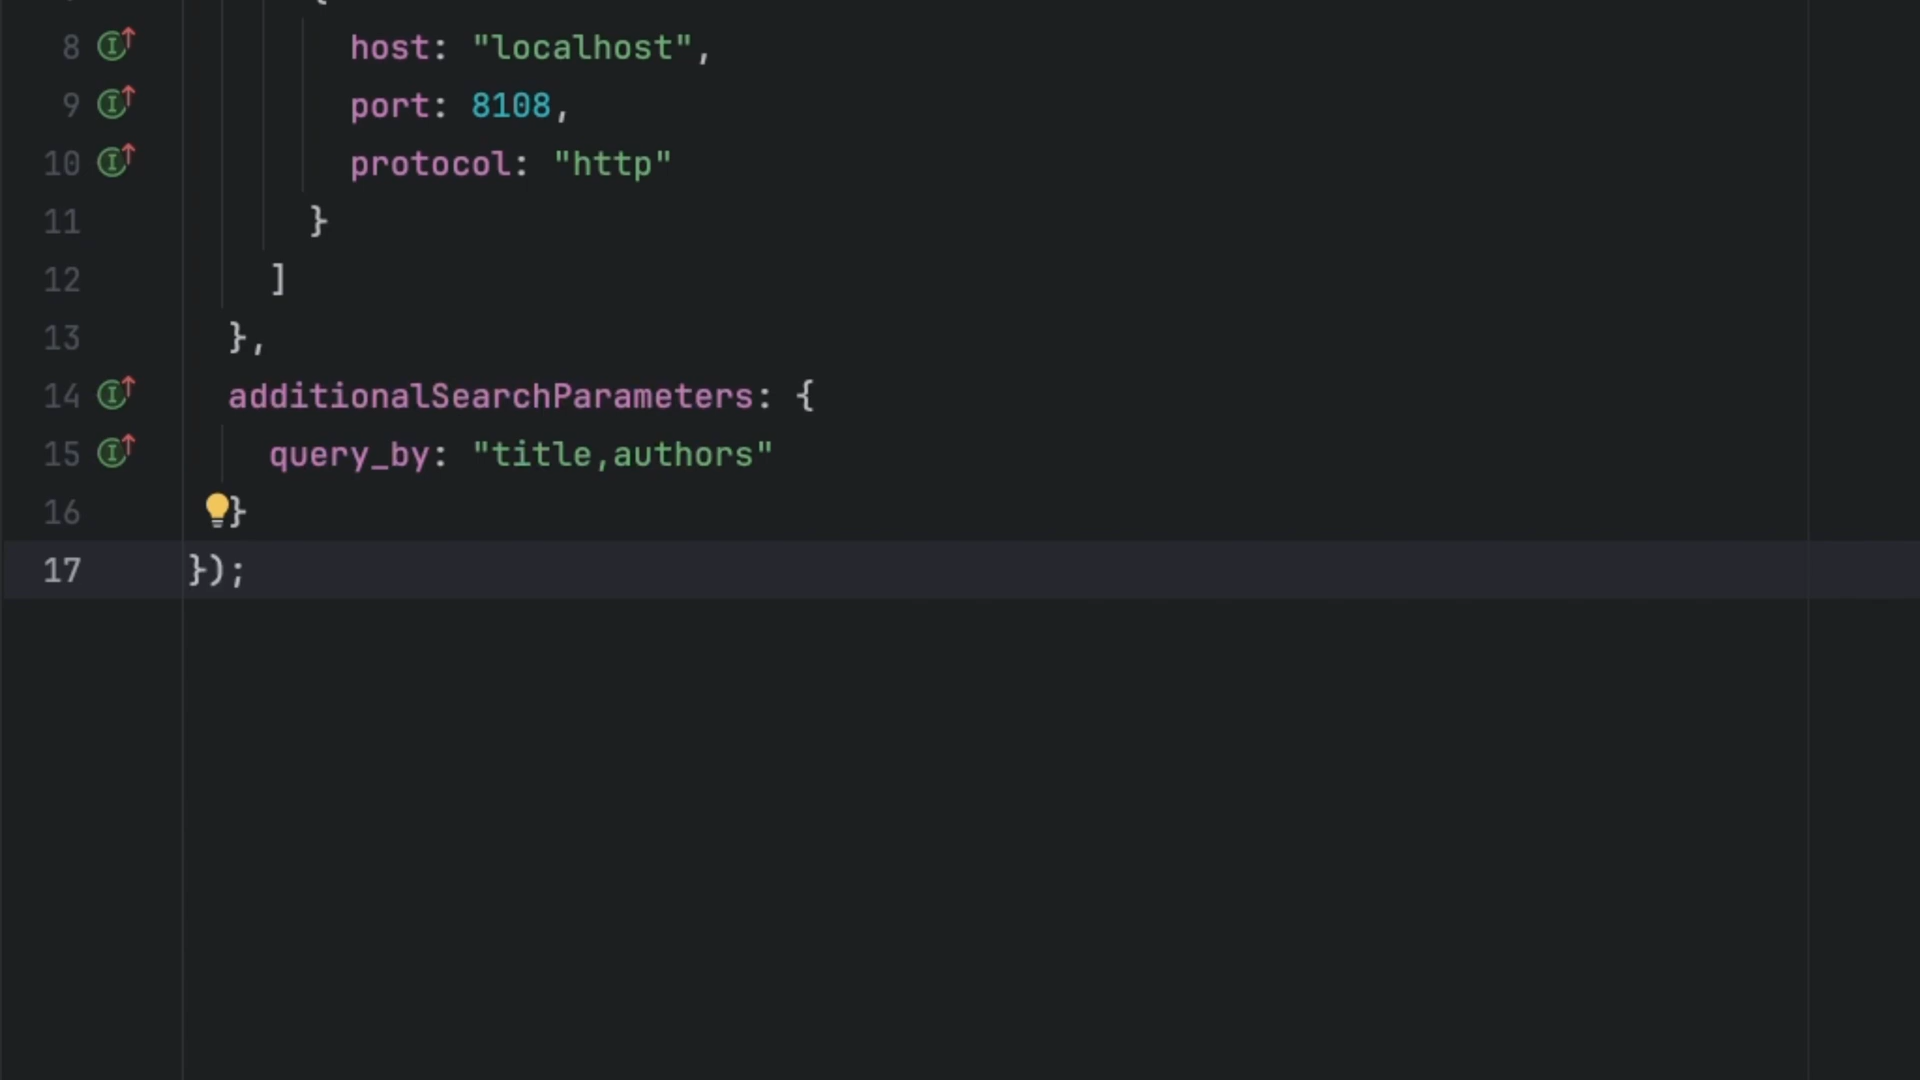 8 host: "localhost",
9 port: 8108,
10 protocol: "http"
11 }
12 ]
13 },
14 additionalSearchParameters: {
15 query_by: "title,authors"
16 }
17 });